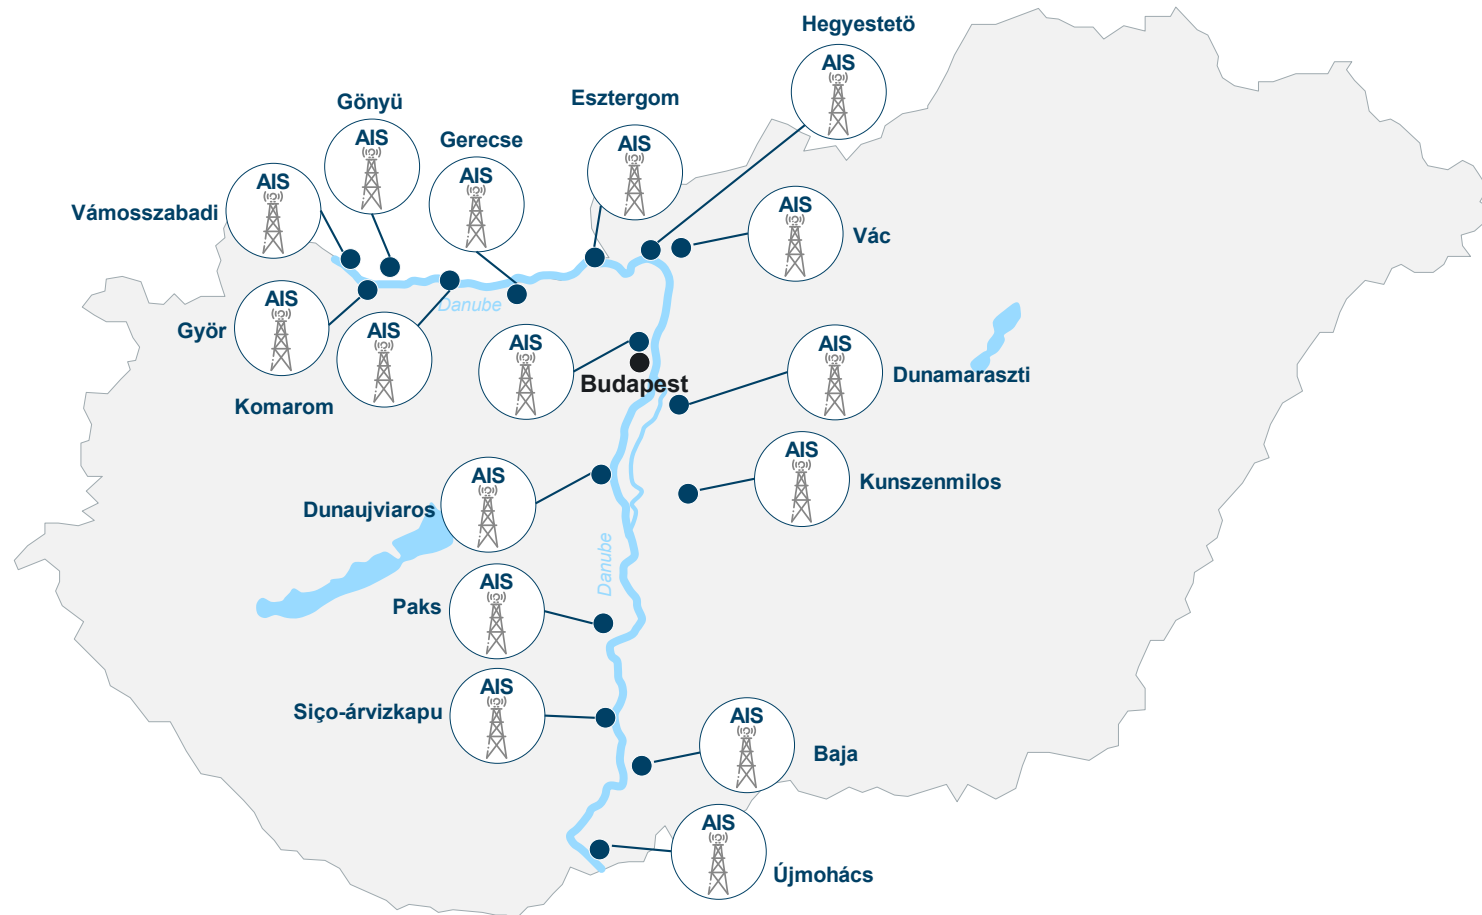 Hegyestetö
AIS
Esztergom
AIS
Gönyü
AIS
Gerecse
AIS
Vámosszabadi
AIS
AIS
Vác
Györ
AIS
Danube
Komarom
AIS
AIS
Budapest
AIS
Dunamaraszti
AIS
Kunszenmilos
Dunaujviaros
AIS
Danube
Paks
AIS
Siço-árvizkapu
AIS
AIS
Baja
AIS
Újmohács